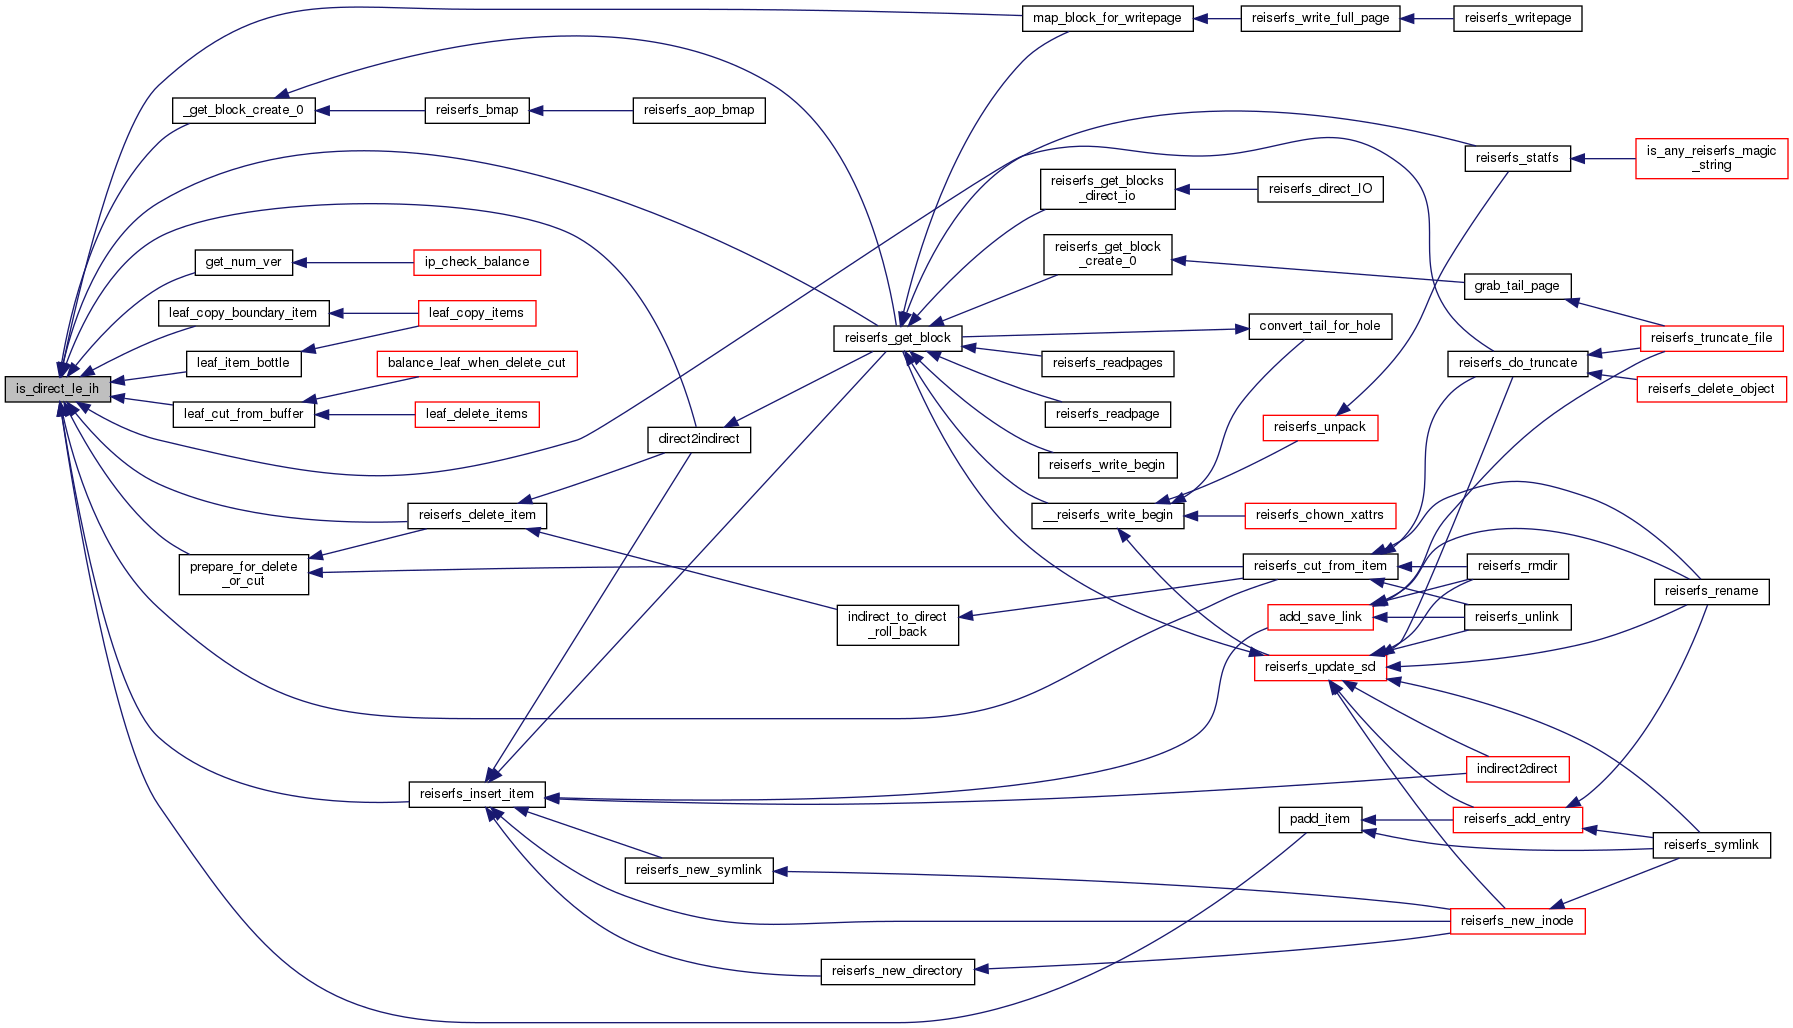 map_block_for_writepage
reiserfs_write_full_page
reiserfs_writepage
_get_block_create_0
reiserfs_bmap
reiserfs_aop_bmap
reiserfs_statfs
is_any_reiserfs_magic
_string
reiserfs_get_blocks
_direct_io
reiserfs_direct_IO
get_num_ver
ip_check_balance
reiserfs_get_block
_create_0
grab_tail_page
leaf_copy_boundary_item
leaf_copy_items
convert_tail_for_hole
reiserfs_get_block
reiserfs_truncate_file
leaf_item_bottle
balance_leaf_when_delete_cut
reiserfs_readpages
reiserfs_do_truncate
is_direct_le_ih
reiserfs_delete_object
leaf_cut_from_buffer
leaf_delete_items
reiserfs_readpage
reiserfs_unpack
direct2indirect
reiserfs_write_begin
reiserfs_delete_item
__reiserfs_write_begin
reiserfs_chown_xattrs
prepare_for_delete
_or_cut
reiserfs_cut_from_item
reiserfs_rmdir
reiserfs_rename
indirect_to_direct
_roll_back
add_save_link
reiserfs_unlink
reiserfs_update_sd
indirect2direct
reiserfs_insert_item
padd_item
reiserfs_add_entry
reiserfs_symlink
reiserfs_new_symlink
reiserfs_new_inode
reiserfs_new_directory